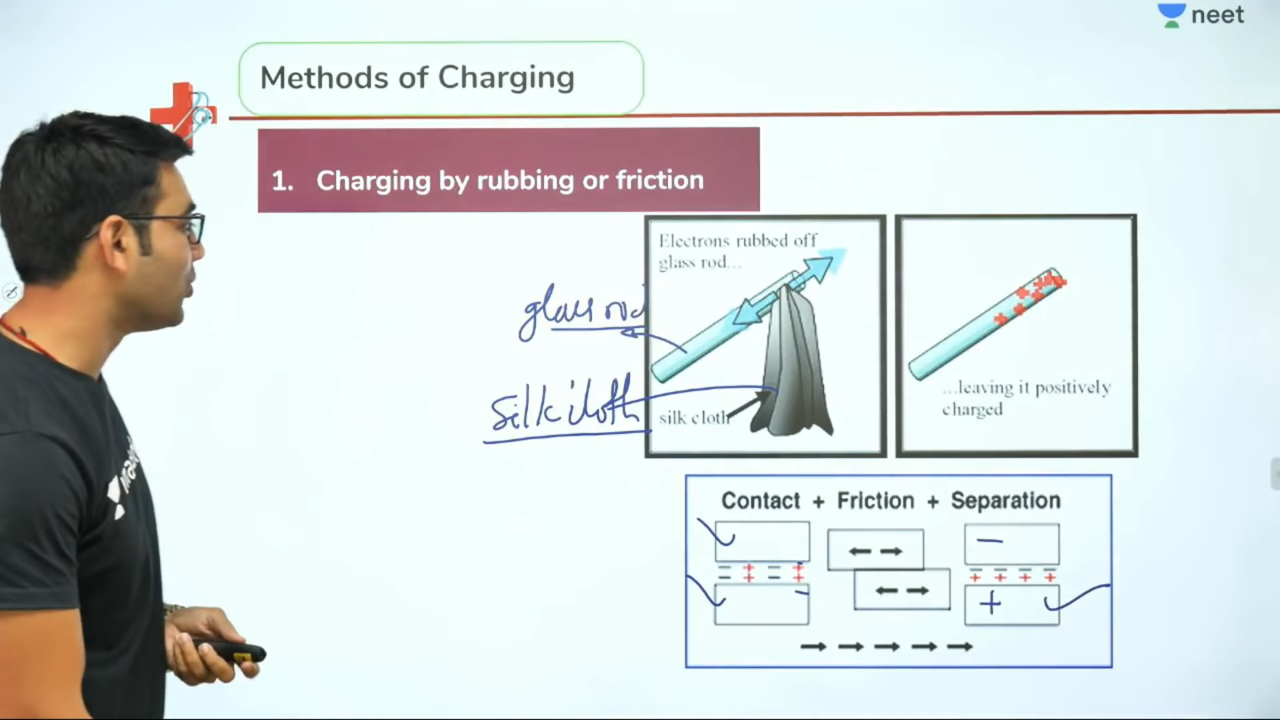 neet
Methods of Charging
1. Charging by rubbing or friction
Electrons rubbed off
glass rod...
glass rod
silk cloth
silk cloth
...leaving it positively
charged
Contact + Friction + Separation
− + − +
− + − +
−
−
− − − −
+ + + +
+